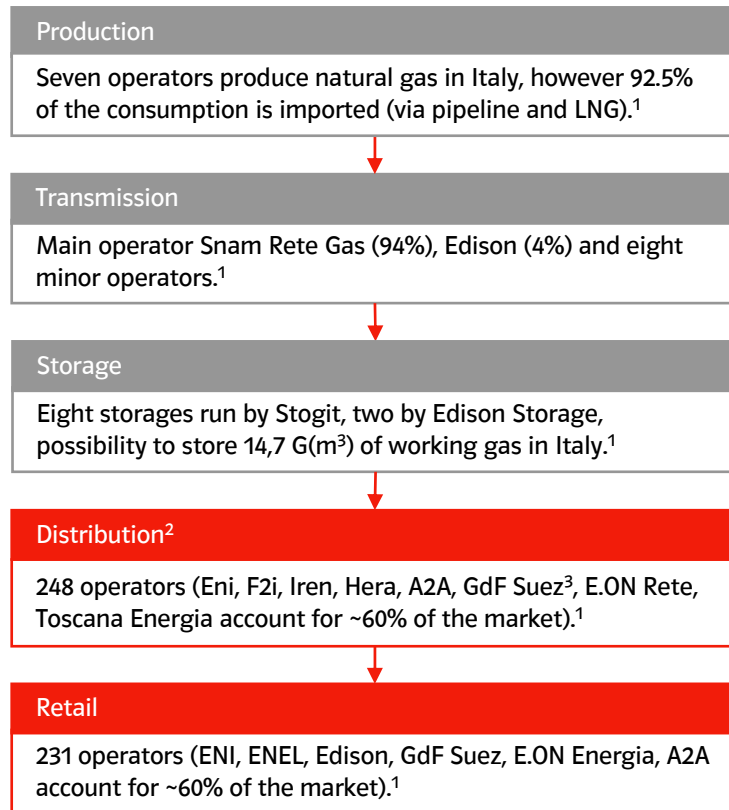 Production
Seven operators produce natural gas in Italy, however 92.5%
of the consumption is imported (via pipeline and LNG).¹
Transmission
Main operator Snam Rete Gas (94%), Edison (4%) and eight
minor operators.¹
Storage
Eight storages run by Stogit, two by Edison Storage,
possibility to store 14,7 G(m³) of working gas in Italy.¹
Distribution²
248 operators (Eni, F2i, Iren, Hera, A2A, GdF Suez³, E.ON Rete,
Toscana Energia account for ~60% of the market).¹
Retail
231 operators (ENI, ENEL, Edison, GdF Suez, E.ON Energia, A2A
account for ~60% of the market).¹